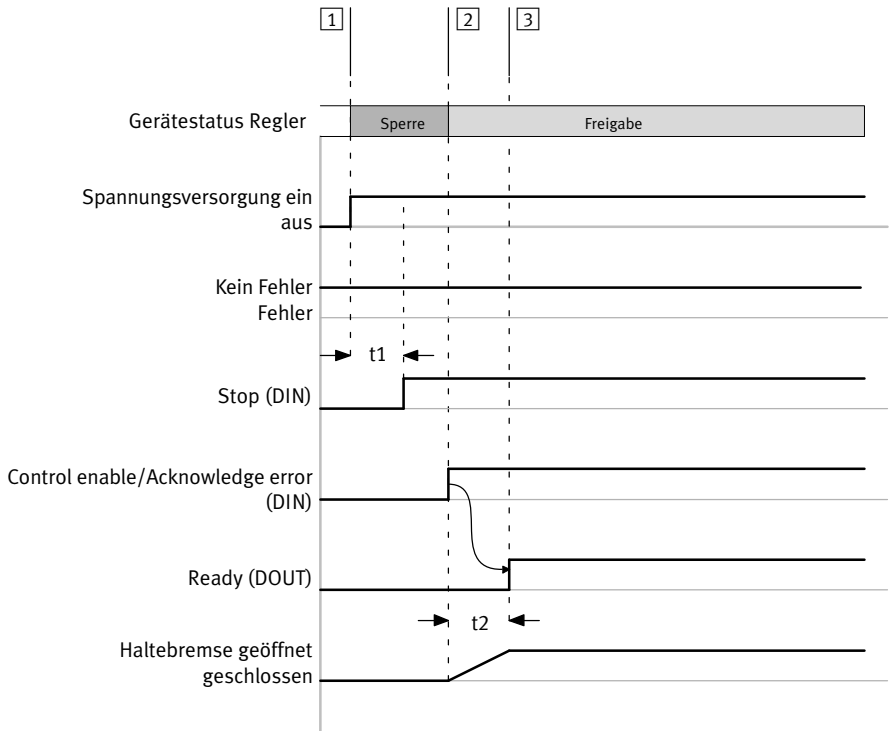 1 2 3
Gerätestatus Regler Sperre Freigabe
Spannungsversorgung ein
aus
Kein Fehler
Fehler
t1
Stop (DIN)
Control enable/Acknowledge error
(DIN)
Ready (DOUT)
t2
Haltebremse geöffnet
geschlossen